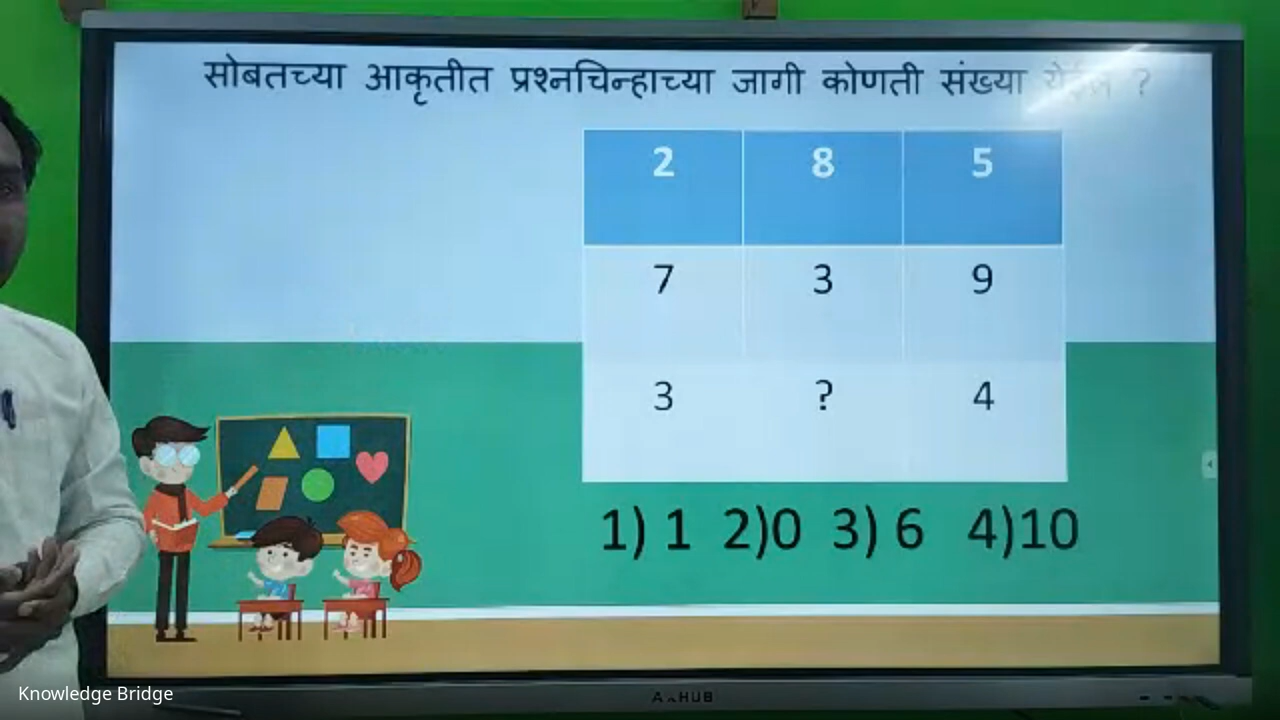 सोबतच्या आकृतीत प्रश्नचिन्हाच्या जागी कोणती संख्या येईल ?
2 8 5
7 3 9
3 ? 4
1) 1 2)0 3) 6 4)10
Knowledge Bridge